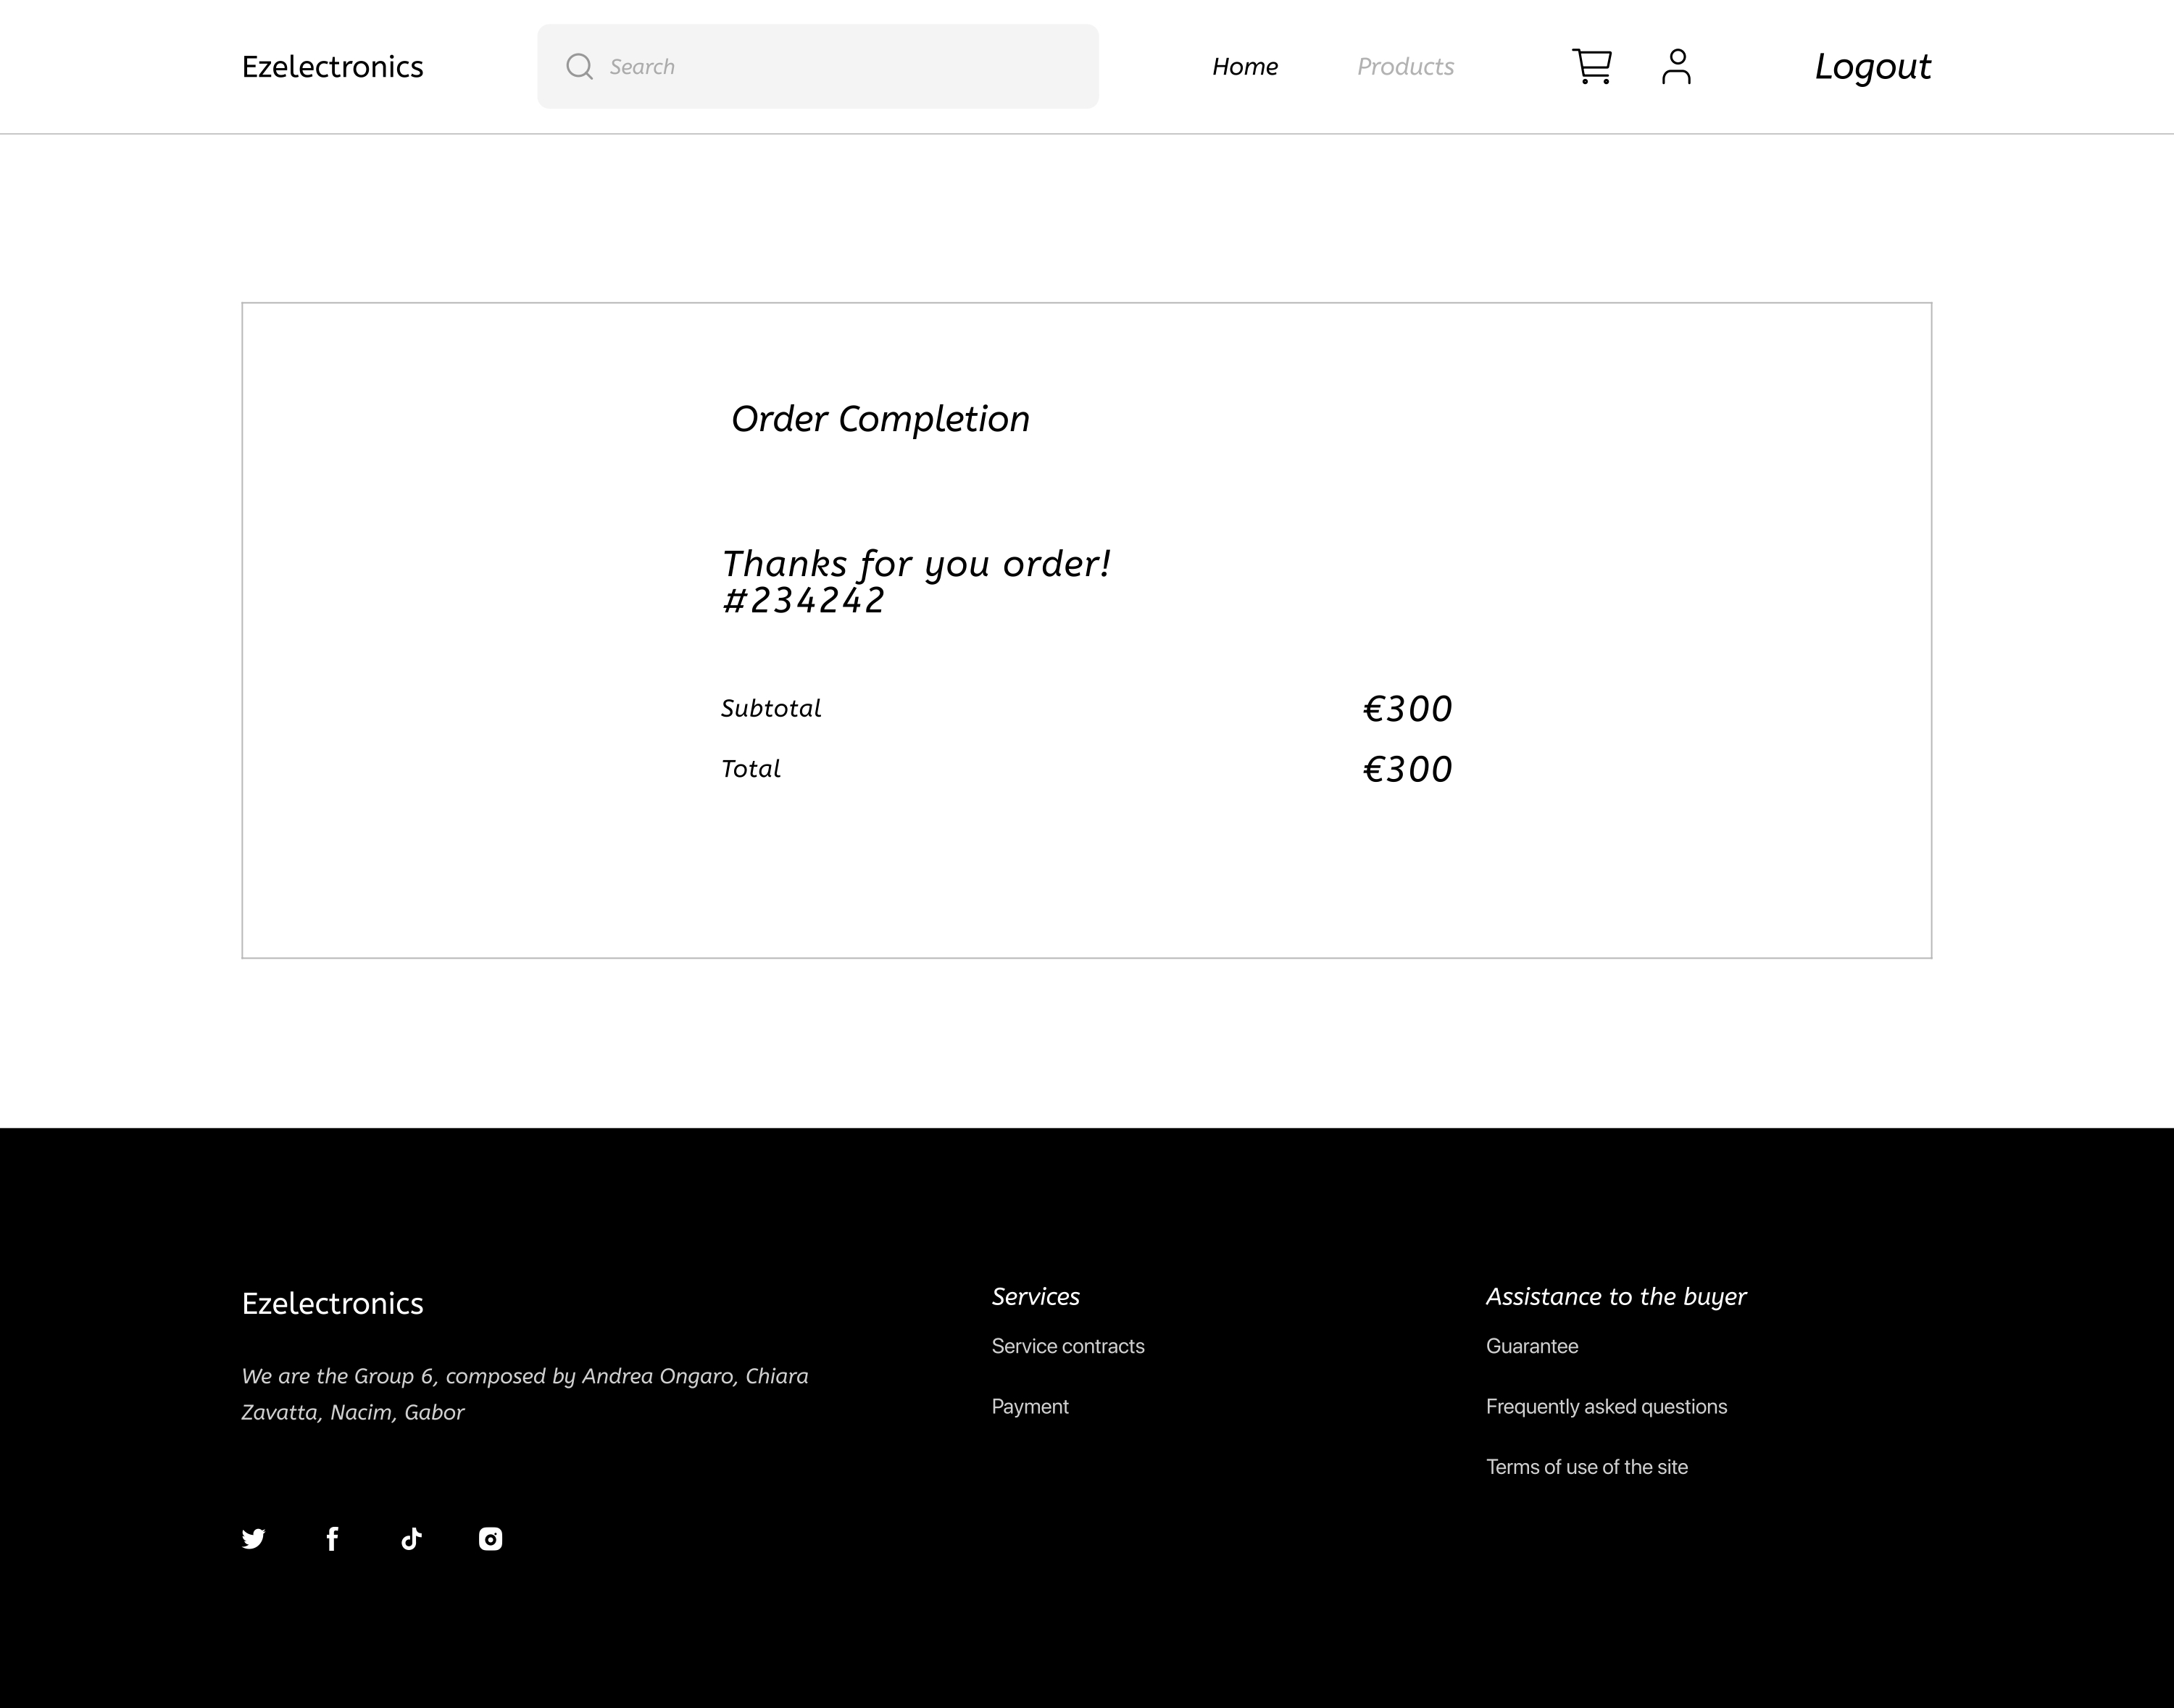 Ezelectronics
Search
Home
Products
Logout
Order Completion
Thanks for you order!
#234242
Subtotal €300
Total €300
Ezelectronics
We are the Group 6, composed by Andrea Ongaro, Chiara
Zavatta, Nacim, Gabor
Services
Service contracts
Payment
Assistance to the buyer
Guarantee
Frequently asked questions
Terms of use of the site